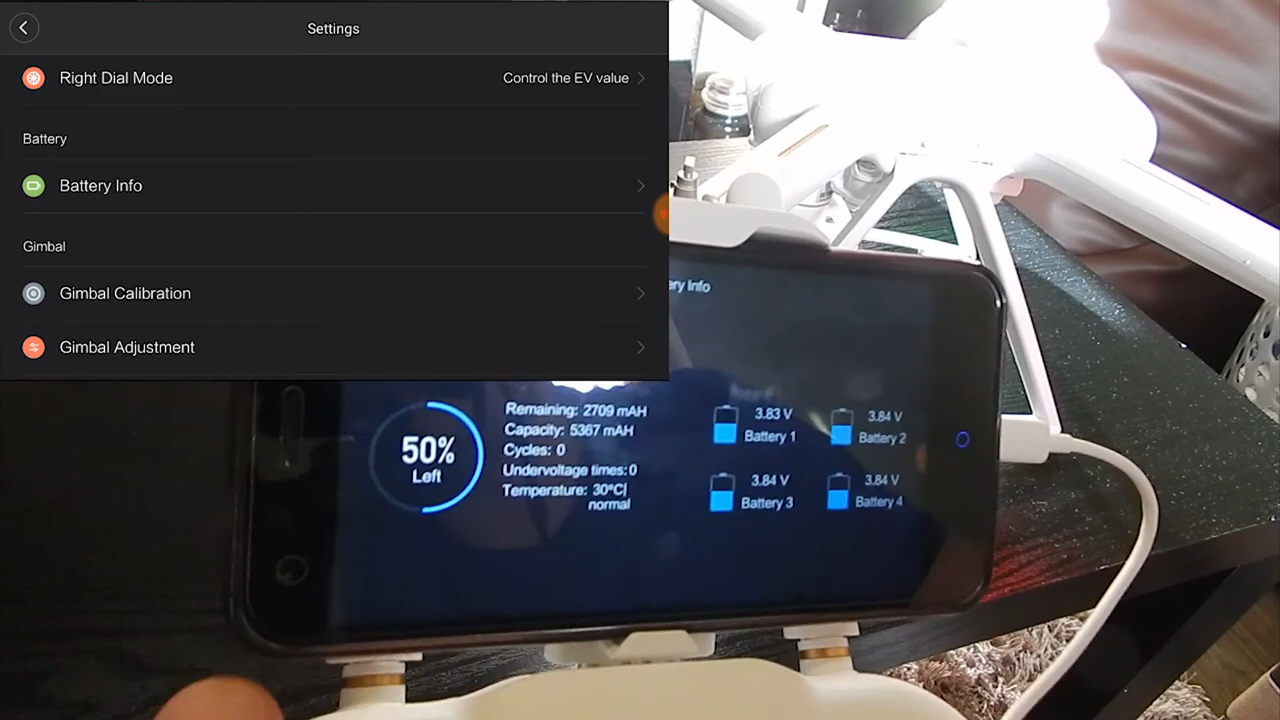 Settings
Right Dial Mode
Control the EV value
Battery
Battery Info
Gimbal
Gimbal Calibration
Gimbal Adjustment
ery Info
50%
Left
Remaining: 2709 mAH
Capacity: 5367 mAH
Cycles: 0
Undervoltage times:0
Temperature: 30ºC|
normal
3.83 V
Battery 1
3.84 V
Battery 2
3.84 V
Battery 3
3.84 V
Battery 4